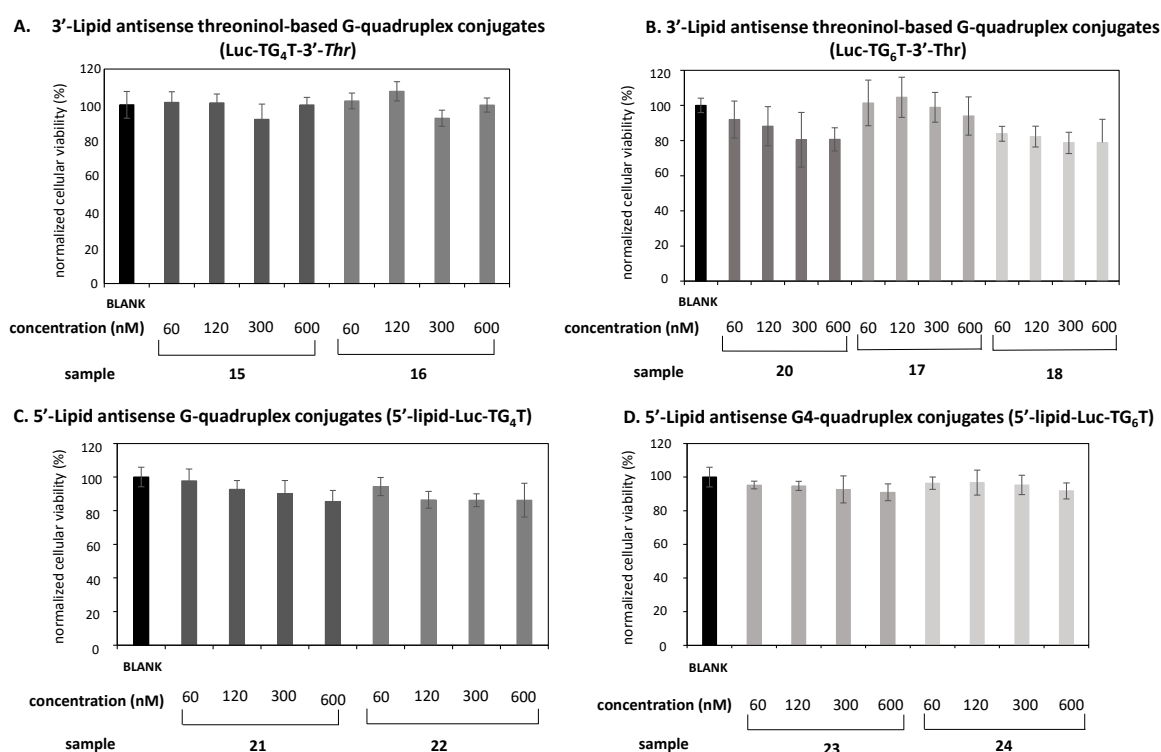 A. 3’-Lipid antisense threoninol-based G-quadruplex conjugates
(Luc-TG4T-3’-Thr)
normalized cellular viability (%)
120
100
80
60
40
20
0
BLANK
concentration (nM) 60 120 300 600 60 120 300 600
sample 15 16
B. 3’-Lipid antisense threoninol-based G-quadruplex conjugates
(Luc-TG6T-3’-Thr)
normalized cellular viability (%)
120
100
80
60
40
20
0
BLANK
concentration (nM) 60 120 300 600 60 120 300 600 60 120 300 600
sample 20 17 18
C. 5’-Lipid antisense G-quadruplex conjugates (5’-lipid-Luc-TG4T)
normalized cellular viability (%)
120
100
80
60
40
20
0
BLANK
concentration (nM) 60 120 300 600 60 120 300 600
sample 21 22
D. 5’-Lipid antisense G4-quadruplex conjugates (5’-lipid-Luc-TG6T)
normalized cellular viability (%)
120
100
80
60
40
20
0
BLANK
concentration (nM) 60 120 300 600 60 120 300 600
sample 23 24